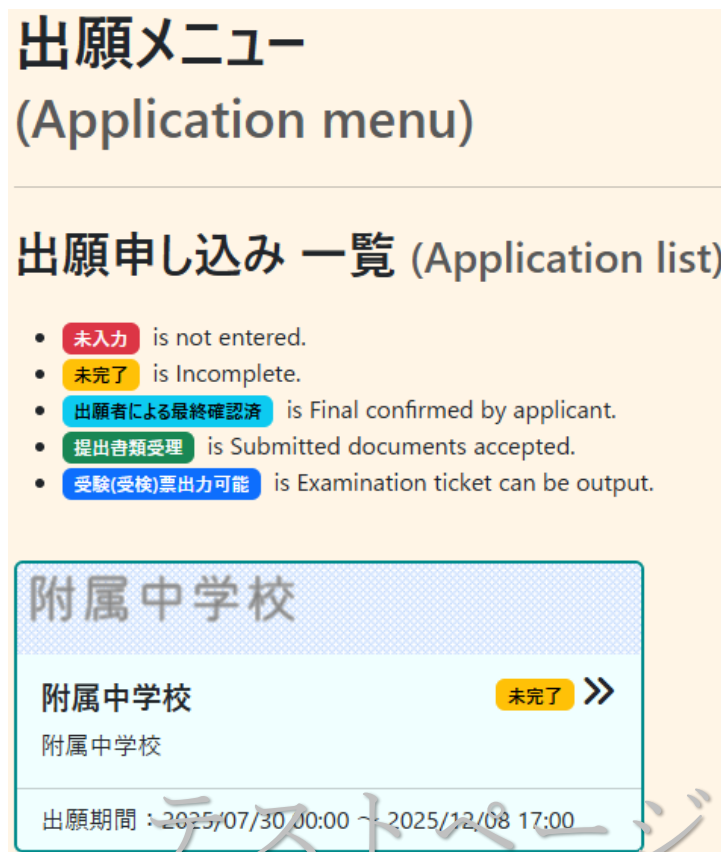 出願メニュー
(Application menu)
出願申し込み 一覧 (Application list)
未入力 is not entered.
未完了 is Incomplete.
出願者による最終確認済 is Final confirmed by applicant.
提出書類受理 is Submitted documents accepted.
受験(受検)票出力可能 is Examination ticket can be output.
附属中学校
附属中学校 未完了
附属中学校
出願期間：2025/07/30 00:00 ～ 2025/12/08 17:00
テストページ